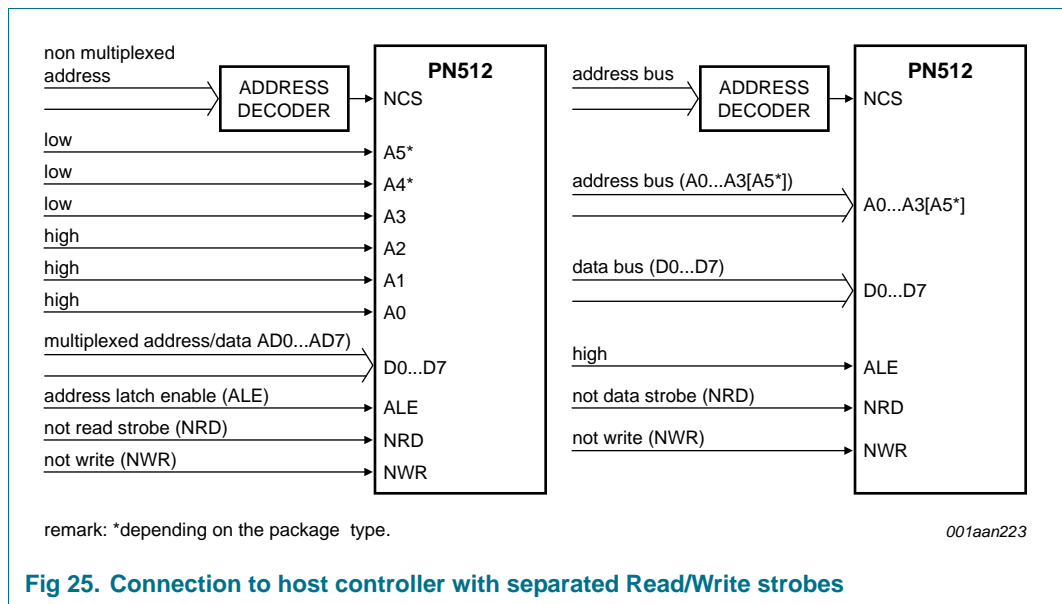 non multiplexed
address
ADDRESS
DECODER
PN512
NCS
low
A5*
low
A4*
low
A3
high
A2
high
A1
high
A0
multiplexed address/data AD0...AD7)
D0...D7
address latch enable (ALE)
ALE
not read strobe (NRD)
NRD
not write (NWR)
NWR
address bus
ADDRESS
DECODER
PN512
NCS
address bus (A0...A3[A5*])
A0...A3[A5*]
data bus (D0...D7)
D0...D7
high
ALE
not data strobe (NRD)
NRD
not write (NWR)
NWR
remark: *depending on the package type.
001aan223
Fig 25. Connection to host controller with separated Read/Write strobes